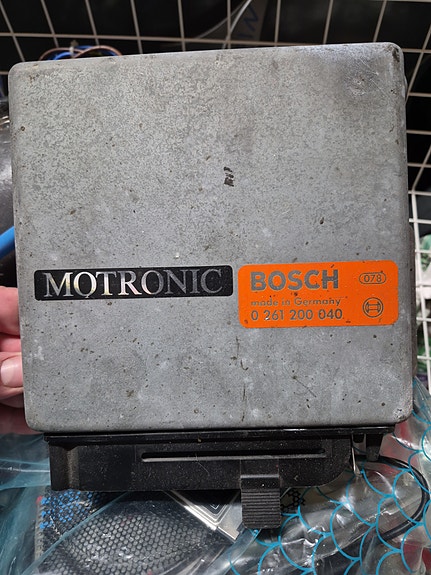 MOTRONIC
BOSCH
078
made in Germany
0 261 200 040